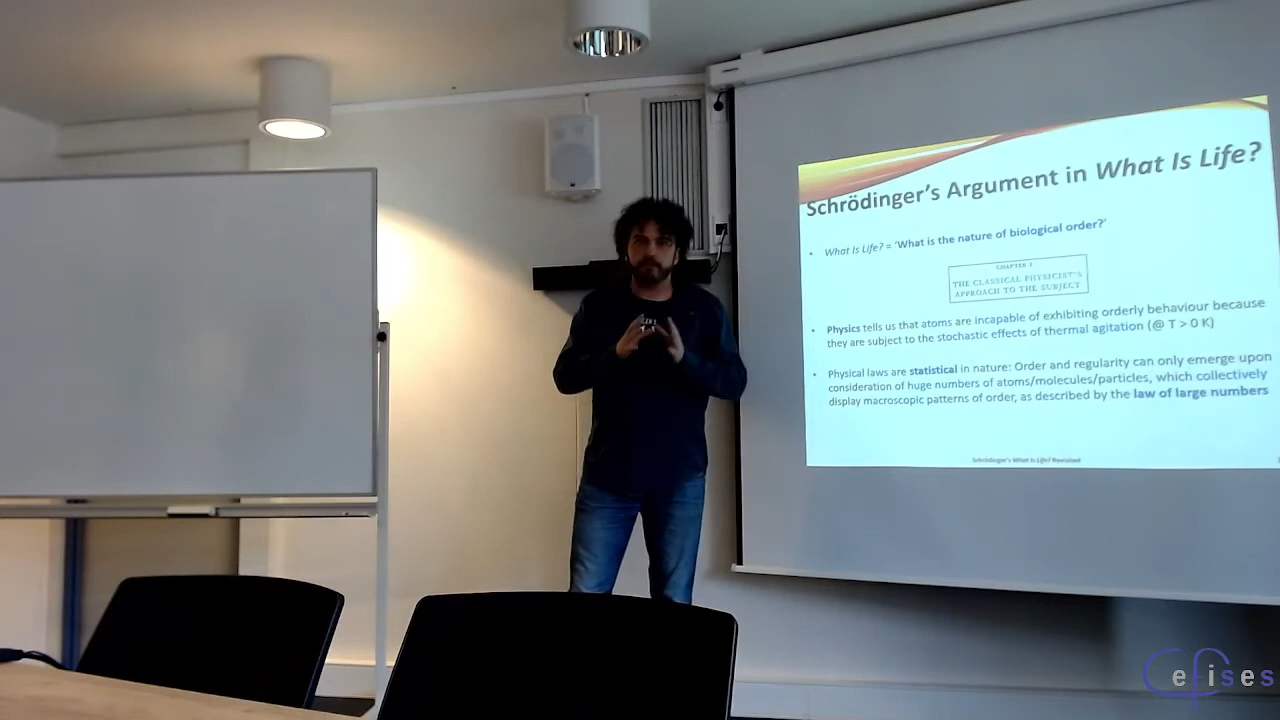 Schrödinger's Argument in What Is Life?
• What Is Life? = 'What is the nature of biological order?'
CHAPTER I
THE CLASSICAL PHYSICIST'S
APPROACH TO THE SUBJECT
• Physics tells us that atoms are incapable of exhibiting orderly behaviour because
they are subject to the stochastic effects of thermal agitation (@ T > 0 K)
• Physical laws are statistical in nature: Order and regularity can only emerge upon
consideration of huge numbers of atoms/molecules/particles, which collectively
display macroscopic patterns of order, as described by the law of large numbers
Schrödinger's What Is Life? Revisited
Cefises